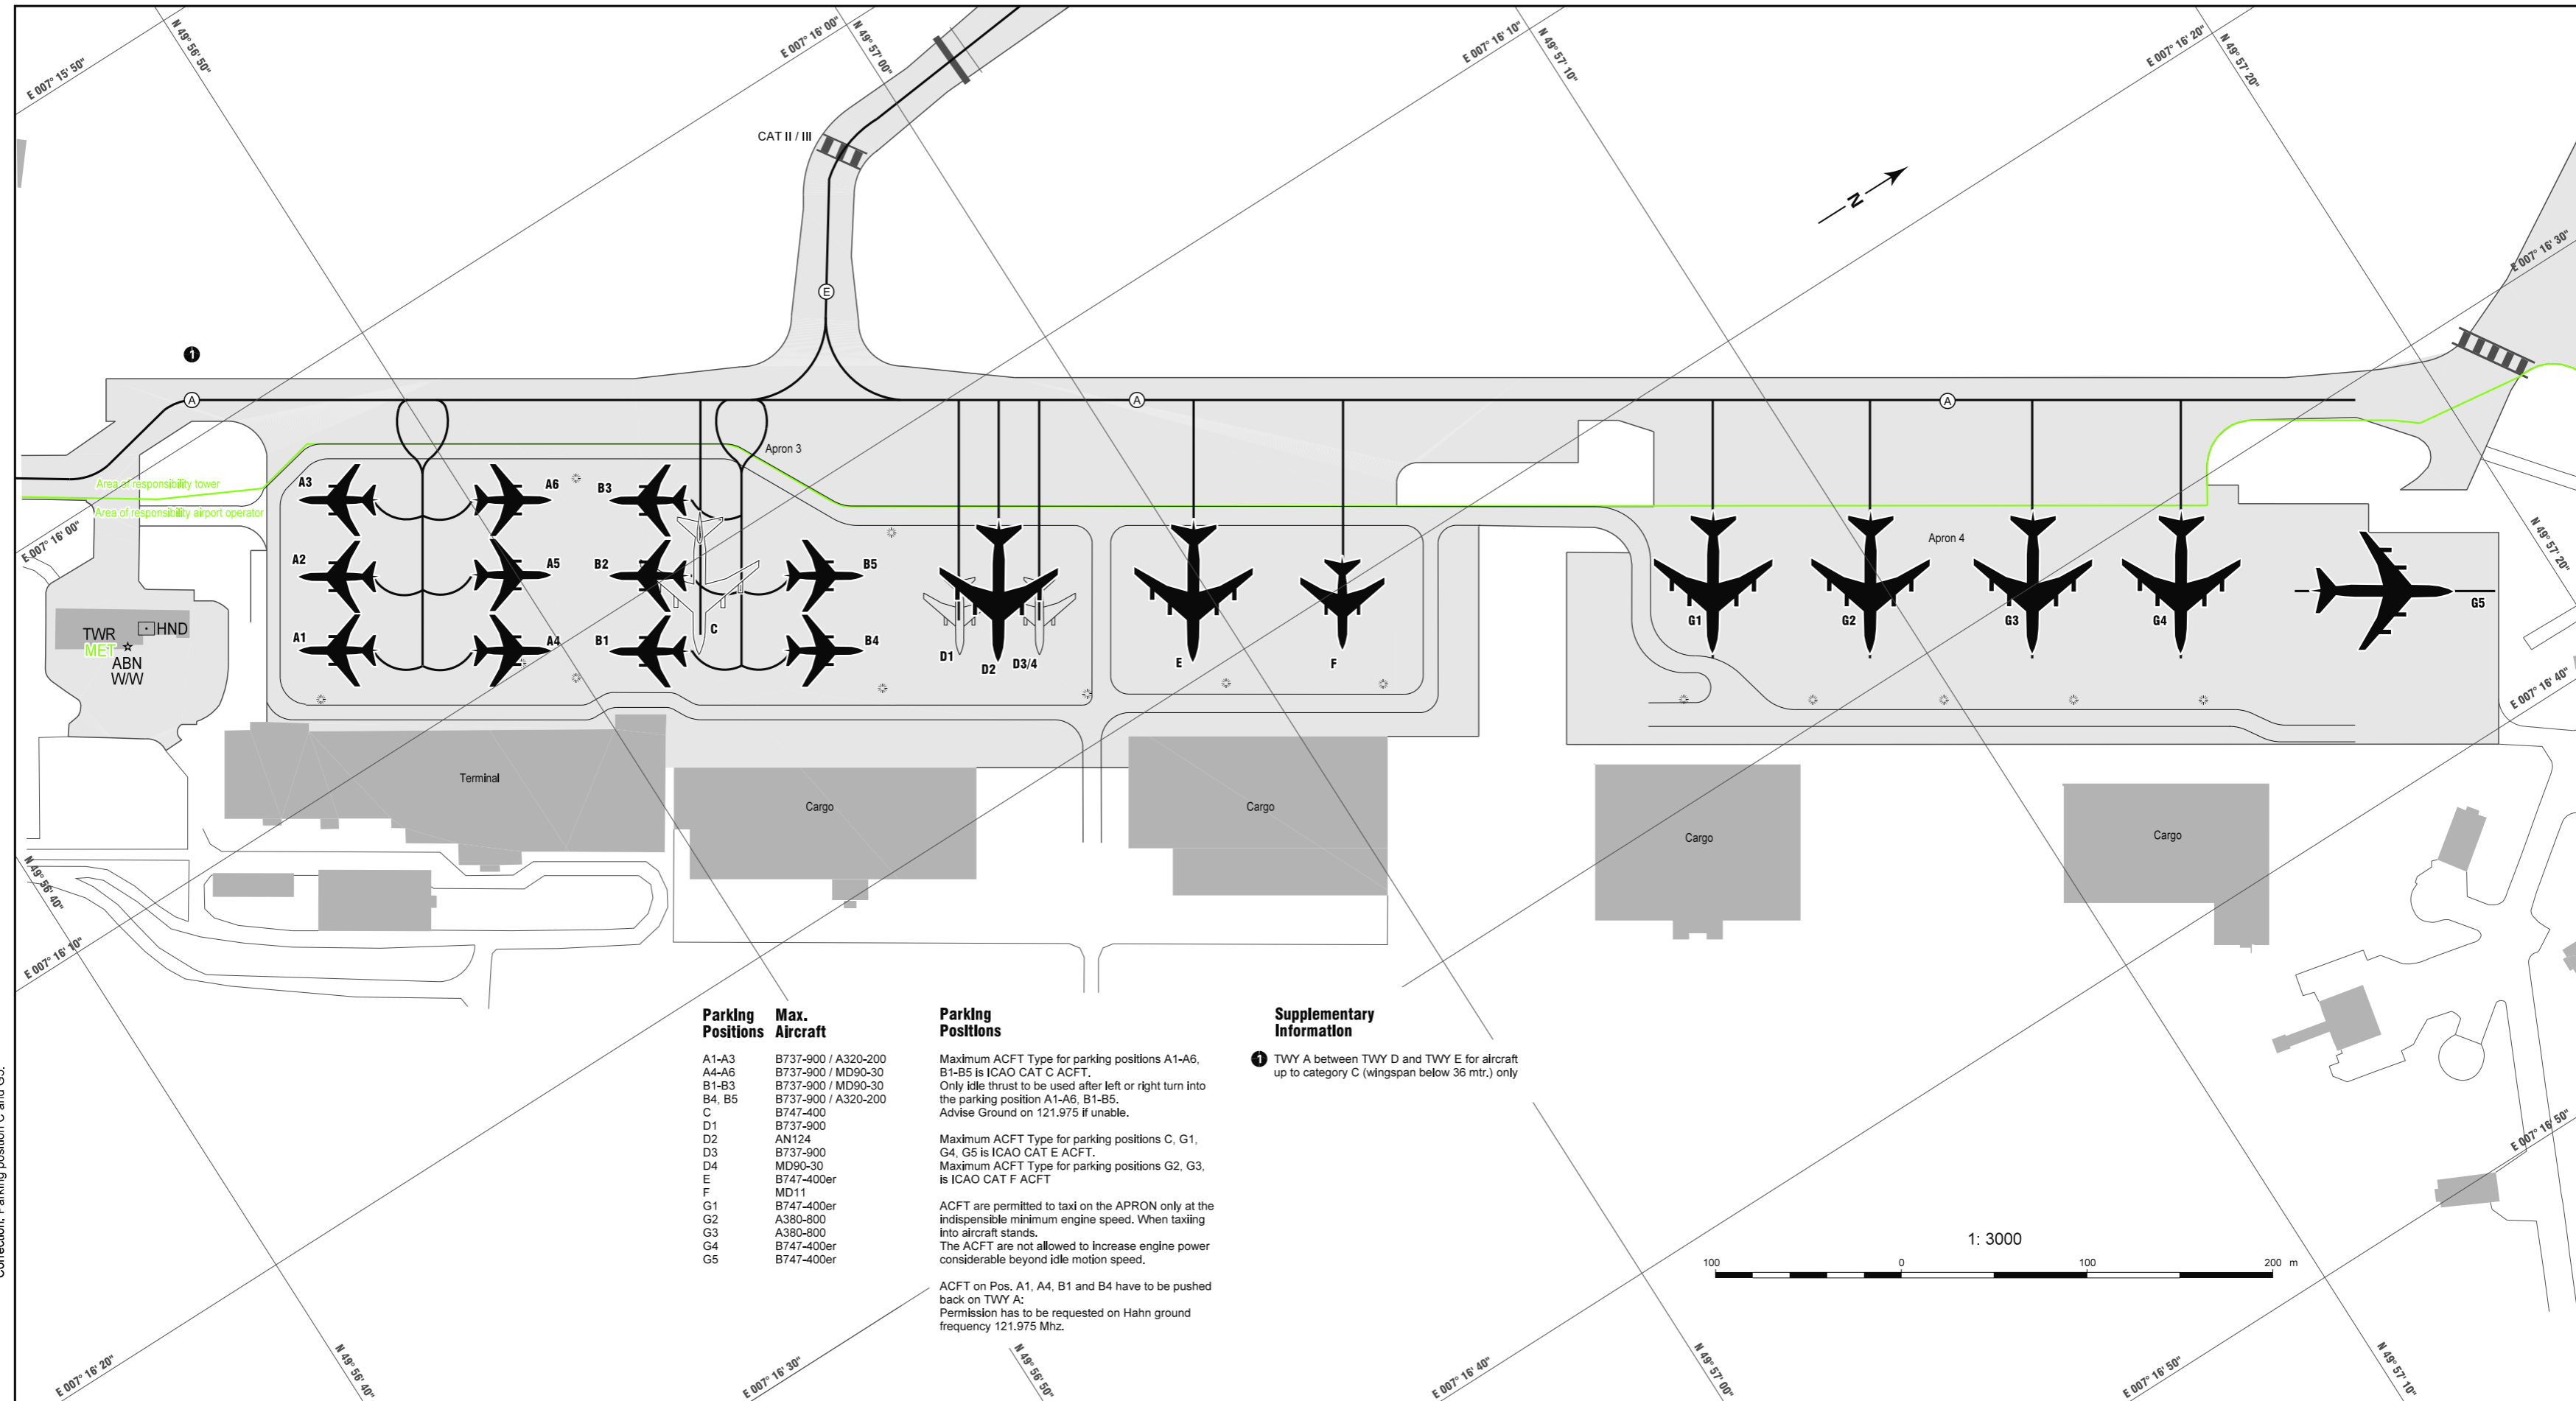 E 007° 15' 50"
N 49° 56' 50"
E 007° 16' 00"
N 49° 57' 00"
E 007° 16' 10"
N 49° 57' 10"
E 007° 16' 20"
N 49° 57' 20"
CAT II / III
N
E 007° 16' 30"
E
1
A
A
A
Apron 3
Area of responsibility tower
Area of responsibility airport operator
A3
A6
B3
E 007° 16' 00"
N 49° 57' 20"
Apron 4
A2
A5
B2
B5
G5
TWR
HND
MET
ABN
W/W
A1
A4
B1
C
B4
D1
D2
D3/4
E
F
G1
G2
G3
G4
E 007° 16' 40"
Terminal
Cargo
Cargo
Cargo
Cargo
N 49° 56' 40"
E 007° 16' 10"
Parking Positions
Max. Aircraft
A1-A3 B737-900 / A320-200
A4-A6 B737-900 / MD90-30
B1-B3 B737-900 / MD90-30
B4, B5 B737-900 / A320-200
C B747-400
D1 B737-900
D2 AN124
D3 B737-900
D4 MD90-30
E B747-400er
F MD11
G1 B747-400er
G2 A380-800
G3 A380-800
G4 B747-400er
G5 B747-400er
Parking
Positions
Maximum ACFT Type for parking positions A1-A6,
B1-B5 is ICAO CAT C ACFT.
Only idle thrust to be used after left or right turn into
the parking position A1-A6, B1-B5.
Advise Ground on 121.975 if unable.
Maximum ACFT Type for parking positions C, G1,
G4, G5 is ICAO CAT E ACFT.
Maximum ACFT Type for parking positions G2, G3,
is ICAO CAT F ACFT
ACFT are permitted to taxi on the APRON only at the
indispensible minimum engine speed. When taxiing
into aircraft stands.
The ACFT are not allowed to increase engine power
considerable beyond idle motion speed.
ACFT on Pos. A1, A4, B1 and B4 have to be pushed
back on TWY A:
Permission has to be requested on Hahn ground
frequency 121.975 Mhz.
Supplementary
Information
1 TWY A between TWY D and TWY E for aircraft
up to category C (wingspan below 36 mtr.) only
E 007° 16' 50"
1: 3000
100 0 100 200 m
E 007° 16' 20"
N 49° 56' 40"
E 007° 16' 30"
N 49° 56' 50"
E 007° 16' 40"
N 49° 57' 00"
E 007° 16' 50"
N 49° 57' 10"
Correction: Parking position C and G5.